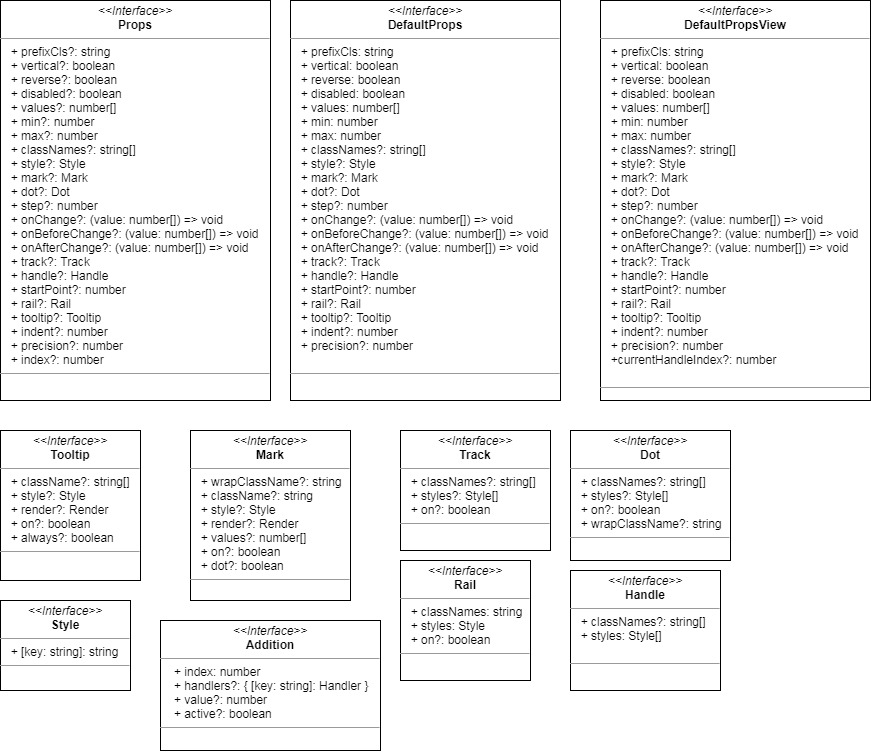 <<Interface>>
Props
+ prefixCls?: string
+ vertical?: boolean
+ reverse?: boolean
+ disabled?: boolean
+ values?: number[]
+ min?: number
+ max?: number
+ classNames?: string[]
+ style?: Style
+ mark?: Mark
+ dot?: Dot
+ step?: number
+ onChange?: (value: number[]) => void
+ onBeforeChange?: (value: number[]) => void
+ onAfterChange?: (value: number[]) => void
+ track?: Track
+ handle?: Handle
+ startPoint?: number
+ rail?: Rail
+ tooltip?: Tooltip
+ indent?: number
+ precision?: number
+ index?: number
<<Interface>>
DefaultProps
+ prefixCls: string
+ vertical: boolean
+ reverse: boolean
+ disabled: boolean
+ values: number[]
+ min: number
+ max: number
+ classNames?: string[]
+ style?: Style
+ mark?: Mark
+ dot?: Dot
+ step?: number
+ onChange?: (value: number[]) => void
+ onBeforeChange?: (value: number[]) => void
+ onAfterChange?: (value: number[]) => void
+ track?: Track
+ handle?: Handle
+ startPoint?: number
+ rail?: Rail
+ tooltip?: Tooltip
+ indent?: number
+ precision?: number
<<Interface>>
DefaultPropsView
+ prefixCls: string
+ vertical: boolean
+ reverse: boolean
+ disabled: boolean
+ values: number[]
+ min: number
+ max: number
+ classNames?: string[]
+ style?: Style
+ mark?: Mark
+ dot?: Dot
+ step?: number
+ onChange?: (value: number[]) => void
+ onBeforeChange?: (value: number[]) => void
+ onAfterChange?: (value: number[]) => void
+ track?: Track
+ handle?: Handle
+ startPoint?: number
+ rail?: Rail
+ tooltip?: Tooltip
+ indent?: number
+ precision?: number
+currentHandleIndex?: number
<<Interface>>
Tooltip
+ className?: string[]
+ style?: Style
+ render?: Render
+ on?: boolean
+ always?: boolean
<<Interface>>
Mark
+ wrapClassName?: string
+ className?: string
+ style?: Style
+ render?: Render
+ values?: number[]
+ on?: boolean
+ dot?: boolean
<<Interface>>
Track
+ classNames?: string[]
+ styles?: Style[]
+ on?: boolean
<<Interface>>
Dot
+ classNames?: string[]
+ styles?: Style[]
+ on?: boolean
+ wrapClassName?: string
<<Interface>>
Rail
+ classNames: string
+ styles: Style
+ on?: boolean
<<Interface>>
Handle
+ classNames?: string[]
+ styles: Style[]
<<Interface>>
Style
+ [key: string]: string
<<Interface>>
Addition
+ index: number
+ handlers?: { [key: string]: Handler }
+ value?: number
+ active?: boolean